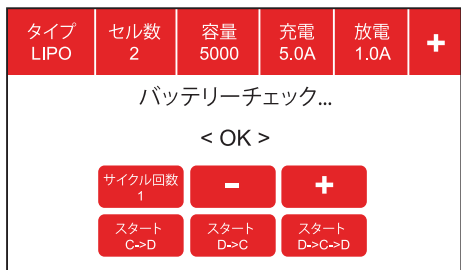 タイプ セル数 容量 充電 放電 +
LIPO 2 5000 5.0A 1.0A
バッテリーチェック...
< OK >
サイクル回数 - +
1
スタート スタート スタート
C->D D->C D->C->D